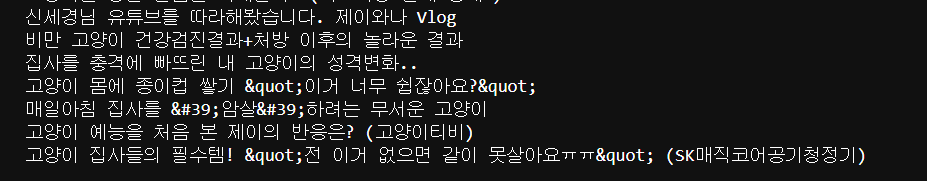 신세경님 유튜브를 따라해봤습니다. 제이와나 Vlog
비만 고양이 건강검진결과+처방 이후의 놀라운 결과
집사를 충격에 빠뜨린 내 고양이의 성격변화..
고양이 몸에 종이컵 쌓기 &quot;이거 너무 쉽잖아요?&quot;
매일아침 집사를 &#39;암살&#39;하려는 무서운 고양이
고양이 예능을 처음 본 제이의 반응은? (고양이티비)
고양이 집사들의 필수템! &quot;전 이거 없으면 같이 못살아요ㅠㅠ&quot; (SK매직코어공기청정기)